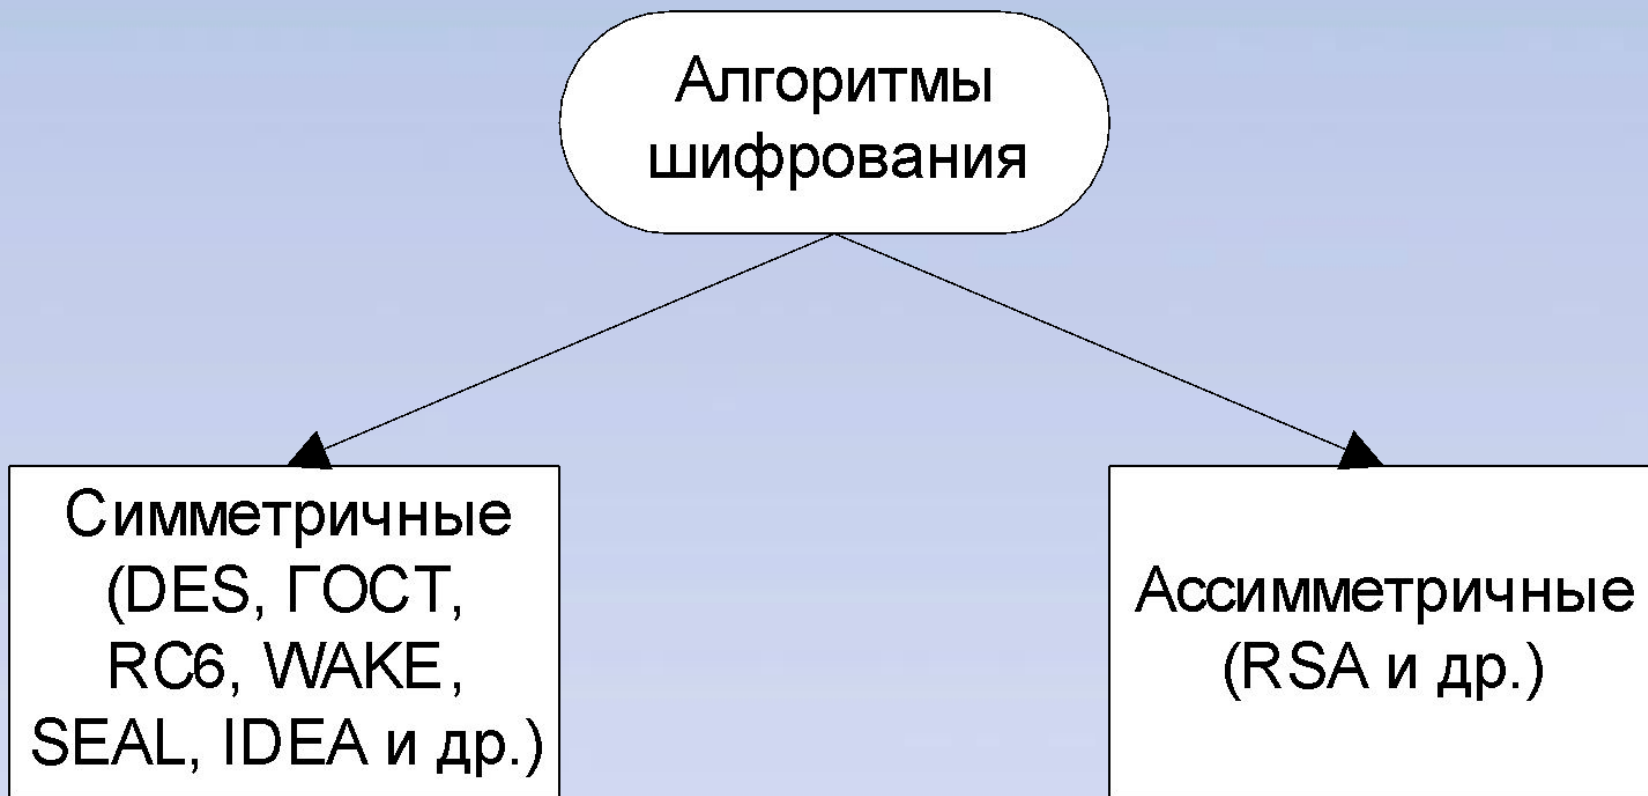 Алгоритмы
шифрования
Симметричные
(DES, ГОСТ,
RC6, WAKE,
SEAL, IDEA и др.)
Ассимметричные
(RSA и др.)